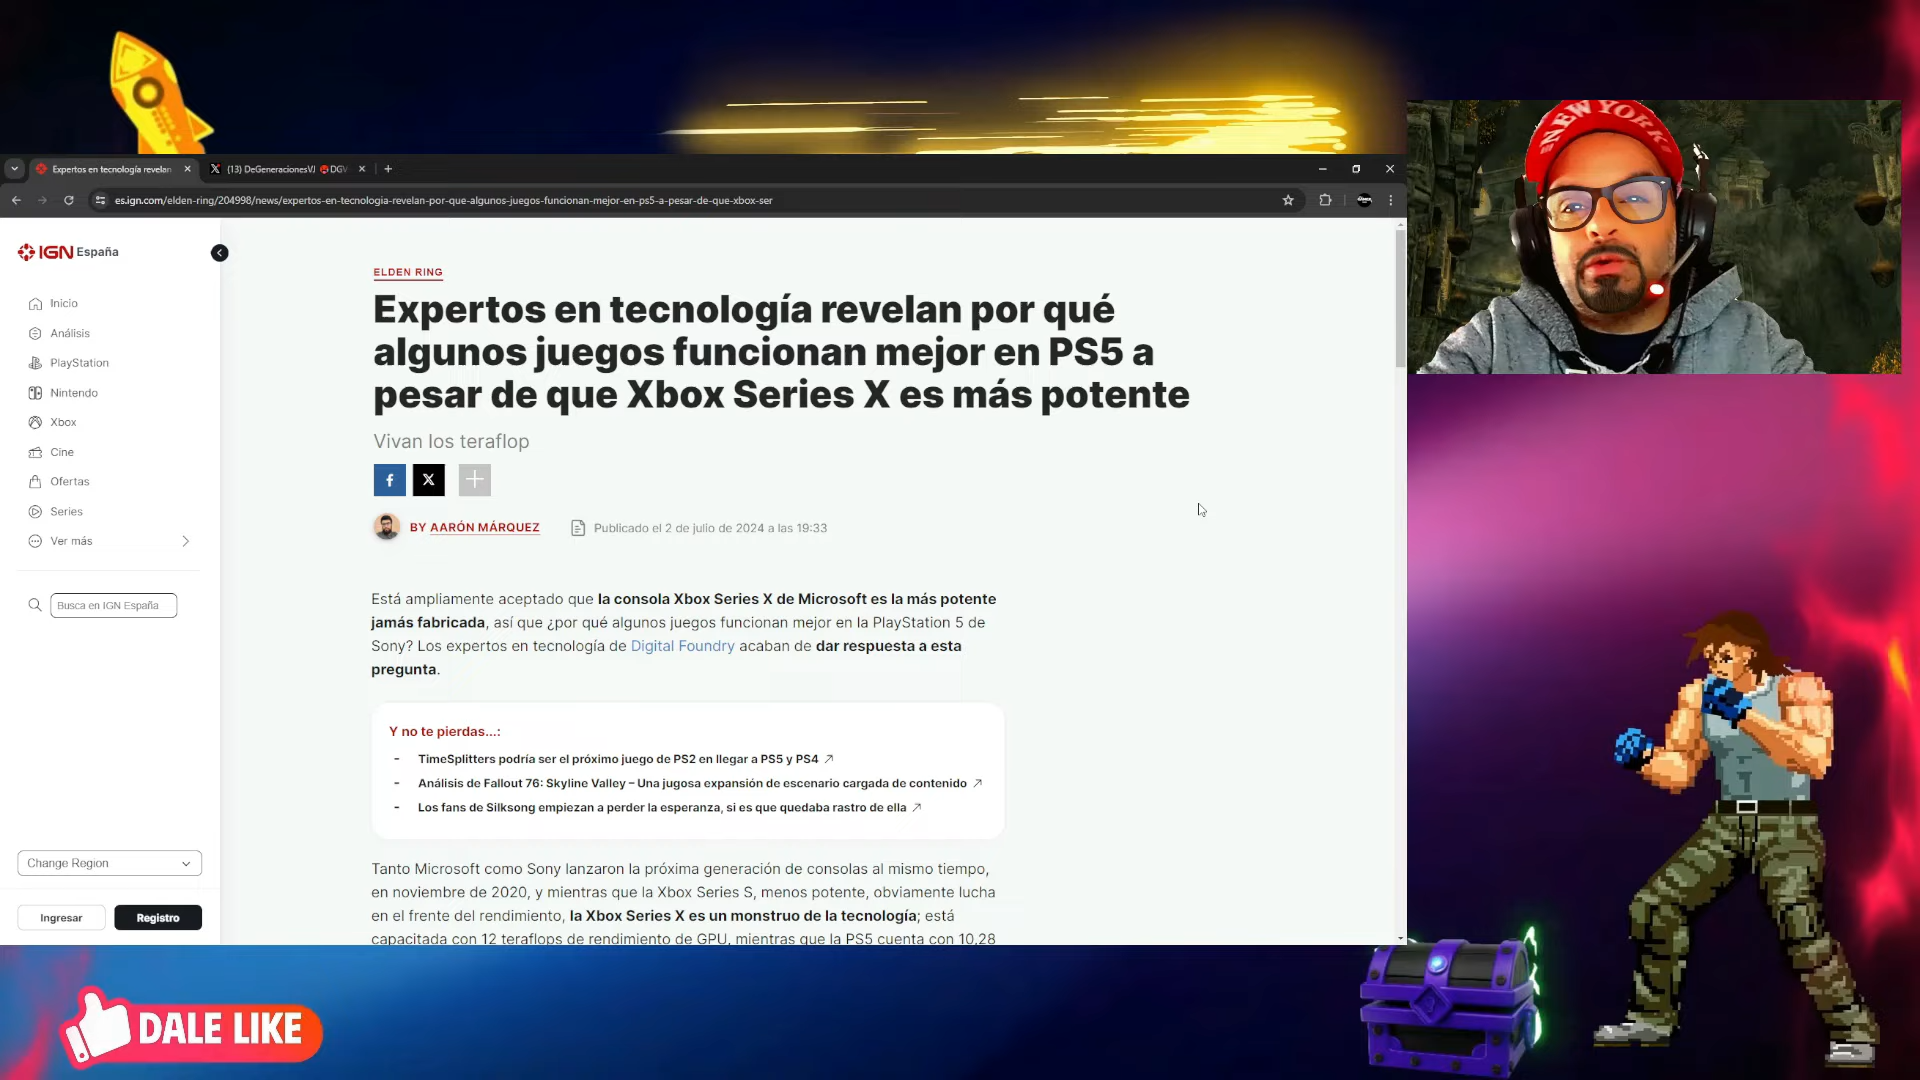 Expertos en tecnología revelan
(13) DeGeneracionesVJ
DGV
es.ign.com/elden-ring/204998/news/expertos-en-tecnologia-revelan-por-que-algunos-juegos-funcionan-mejor-en-ps5-a-pesar-de-que-xbox-ser
NEW YORK
IGN España
Inicio
Análisis
PlayStation
Nintendo
Xbox
Cine
Ofertas
Series
Ver más
Busca en IGN España
Change Region
Ingresar
Registro
ELDEN RING
Expertos en tecnología revelan por qué
algunos juegos funcionan mejor en PS5 a
pesar de que Xbox Series X es más potente
Vivan los teraflop
BY AARÓN MÁRQUEZ
Publicado el 2 de julio de 2024 a las 19:33
Está ampliamente aceptado que la consola Xbox Series X de Microsoft es la más potente
jamás fabricada, así que ¿por qué algunos juegos funcionan mejor en la PlayStation 5 de
Sony? Los expertos en tecnología de Digital Foundry acaban de dar respuesta a esta
pregunta.
Y no te pierdas...:
- TimeSplitters podría ser el próximo juego de PS2 en llegar a PS5 y PS4
- Análisis de Fallout 76: Skyline Valley – Una jugosa expansión de escenario cargada de contenido
- Los fans de Silksong empiezan a perder la esperanza, si es que quedaba rastro de ella
Tanto Microsoft como Sony lanzaron la próxima generación de consolas al mismo tiempo,
en noviembre de 2020, y mientras que la Xbox Series S, menos potente, obviamente lucha
en el frente del rendimiento, la Xbox Series X es un monstruo de la tecnología; está
capacitada con 12 teraflops de rendimiento de GPU, mientras que la PS5 cuenta con 10,28
DALE LIKE